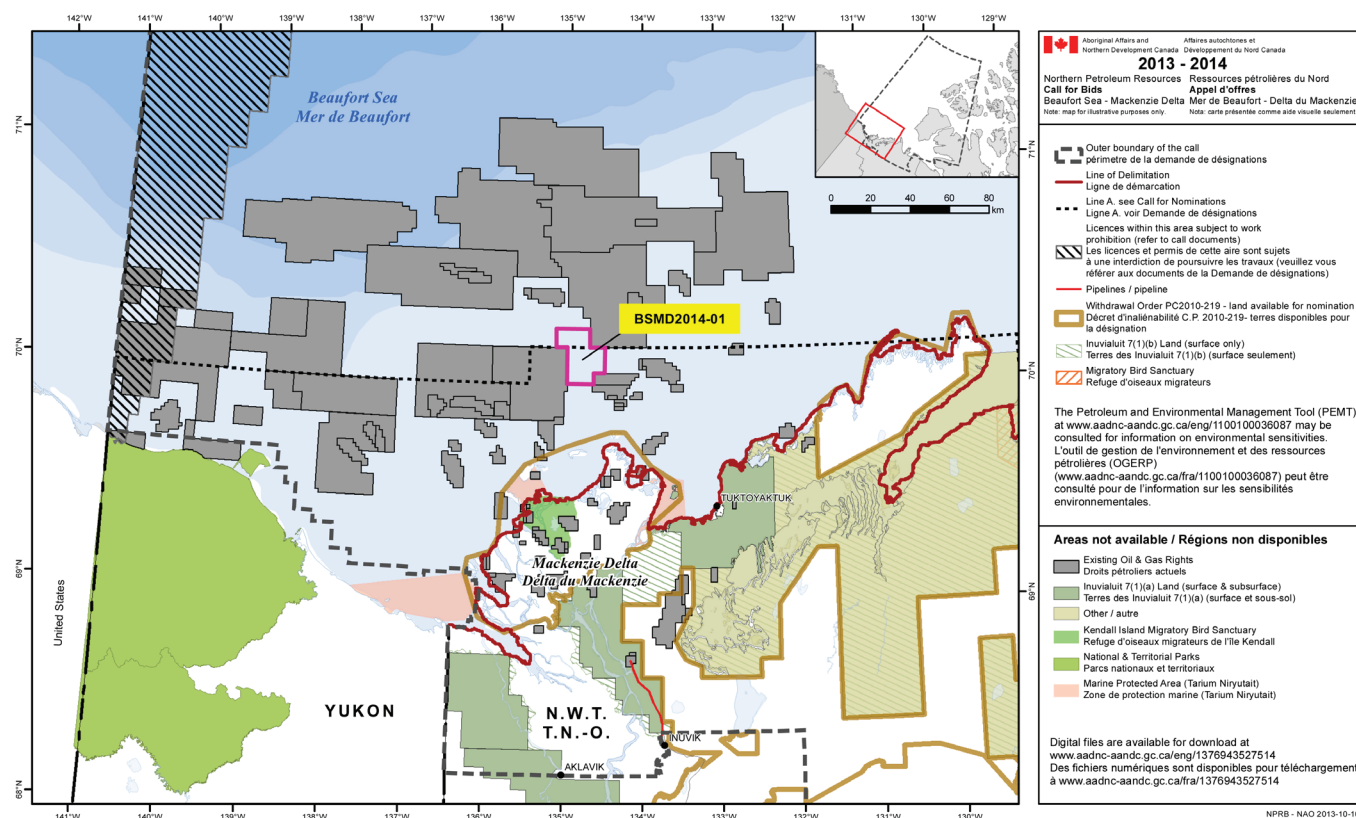 142°W 141°W 140°W 139°W 138°W 137°W 136°W 135°W 134°W 133°W 132°W 131°W 130°W 129°W
71°N
70°N
69°N
68°N
Beaufort Sea
Mer de Beaufort
0 20 40 60 80
km
71°N
70°N
69°N
BSMD2014-01
TUKTOYAKTUK
Mackenzie Delta
Délta du Mackenzie
United States
YUKON
N.W.T.
T.N.-O.
INUVIK
AKLAVIK
141°W 140°W 139°W 138°W 137°W 136°W 135°W 134°W 133°W 132°W 131°W 130°W
Aboriginal Affairs and
Northern Development Canada
Affaires autochtones et
Développement du Nord Canada
2013 - 2014
Northern Petroleum Resources
Call for Bids
Beaufort Sea - Mackenzie Delta
Note: map for illustrative purposes only.
Ressources pétrolières du Nord
Appel d'offres
Mer de Beaufort - Delta du Mackenzie
Nota: carte présentée comme aide visuelle seulement
Outer boundary of the call
périmetre de la demande de désignations
Line of Delimitation
Ligne de démarcation
Line A. see Call for Nominations
Ligne A. voir Demande de désignations
Licences within this area subject to work
prohibition (refer to call documents)
Les licences et permis de cette aire sont sujets
à une interdiction de poursuivre les travaux (veuillez vous
référer aux documents de la Demande de désignations)
Pipelines / pipeline
Withdrawal Order PC2010-219 - land available for nomination
Décret d'inaliénabilité C.P. 2010-219- terres disponibles pour
la désignation
Inuvialuit 7(1)(b) Land (surface only)
Terres des Inuvialuit 7(1)(b) (surface seulement)
Migratory Bird Sanctuary
Refuge d'oiseaux migrateurs
The Petroleum and Environmental Management Tool (PEMT)
at www.aadnc-aandc.gc.ca/eng/1100100036087 may be
consulted for information on environmental sensitivities.
L'outil de gestion de l'environnement et des ressources
pétrolières (OGERP)
(www.aadnc-aandc.gc.ca/fra/1100100036087) peut être
consulté pour de l'information sur les sensibilités
environnementales.
Areas not available / Régions non disponibles
Existing Oil & Gas Rights
Droits pétroliers actuels
Inuvialuit 7(1)(a) Land (surface & subsurface)
Terres des Inuvialuit 7(1)(a) (surface et sous-sol)
Other / autre
Kendall Island Migratory Bird Sanctuary
Refuge d'oiseaux migrateurs de l'île Kendall
National & Territorial Parks
Parcs nationaux et territoriaux
Marine Protected Area (Tarium Niryutait)
Zone de protection marine (Tarium Niryutait)
Digital files are available for download at
www.aadnc-aandc.gc.ca/eng/1376943527514
Des fichiers numériques sont disponibles pour téléchargement
à www.aadnc-aandc.gc.ca/fra/1376943527514
NPRB - NAO 2013-10-10